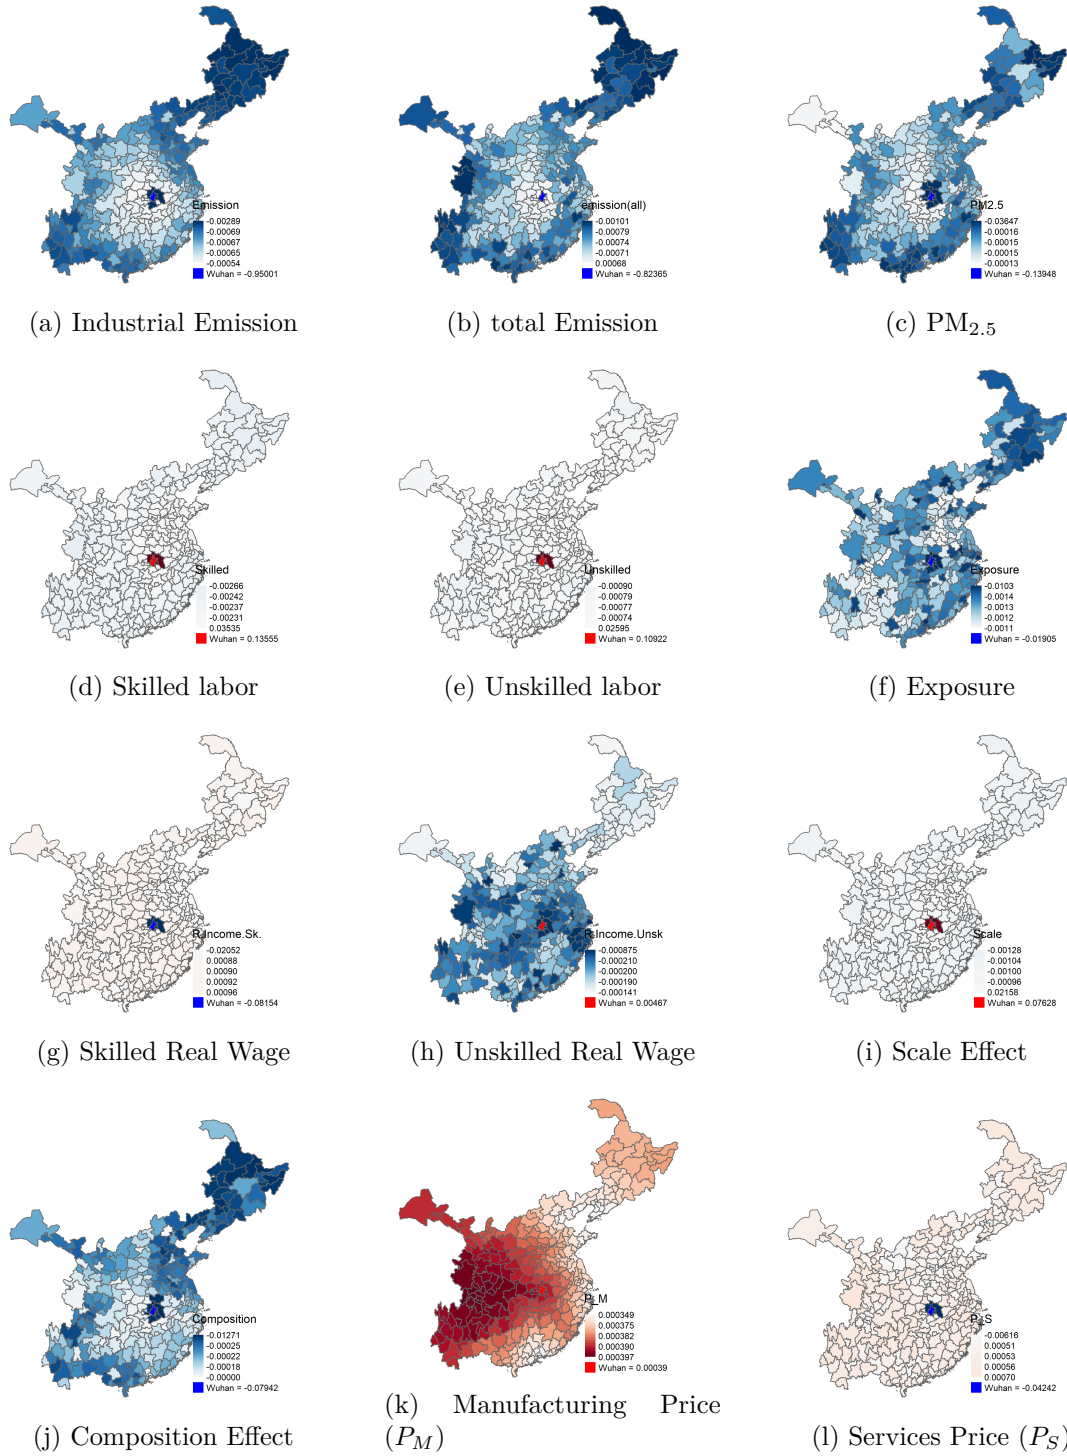 Emission
-0.00289
-0.00069
-0.00067
-0.00065
-0.00054
Wuhan = -0.95001
(a) Industrial Emission
emission(all)
-0.00101
-0.00079
-0.00074
-0.00071
0.00068
Wuhan = -0.82365
(b) total Emission
PM2.5
-0.03647
-0.00016
-0.00015
-0.00015
-0.00013
Wuhan = -0.13948
(c) PM2.5
Skilled
-0.00266
-0.00242
-0.00237
-0.00231
0.03535
Wuhan = 0.13555
(d) Skilled labor
Unskilled
-0.00090
-0.00079
-0.00077
-0.00074
0.02595
Wuhan = 0.10922
(e) Unskilled labor
Exposure
-0.0103
-0.0014
-0.0013
-0.0012
-0.0011
Wuhan = -0.01905
(f) Exposure
R.Income.Sk.
-0.02052
0.00088
0.00090
0.00092
0.00096
Wuhan = -0.08154
(g) Skilled Real Wage
R.Income.Unsk
-0.000875
-0.000210
-0.000200
-0.000190
-0.000141
Wuhan = 0.00467
(h) Unskilled Real Wage
Scale
-0.00128
-0.00104
-0.00100
-0.00096
0.02158
Wuhan = 0.07628
(i) Scale Effect
Composition
-0.01271
-0.00025
-0.00022
-0.00018
-0.00000
Wuhan = -0.07942
(j) Composition Effect
P_M
0.000349
0.000375
0.000382
0.000390
0.000397
Wuhan = 0.00039
(k) Manufacturing Price
(P_M)
P_S
-0.00616
0.00051
0.00053
0.00056
0.00070
Wuhan = -0.04242
(l) Services Price (P_S)